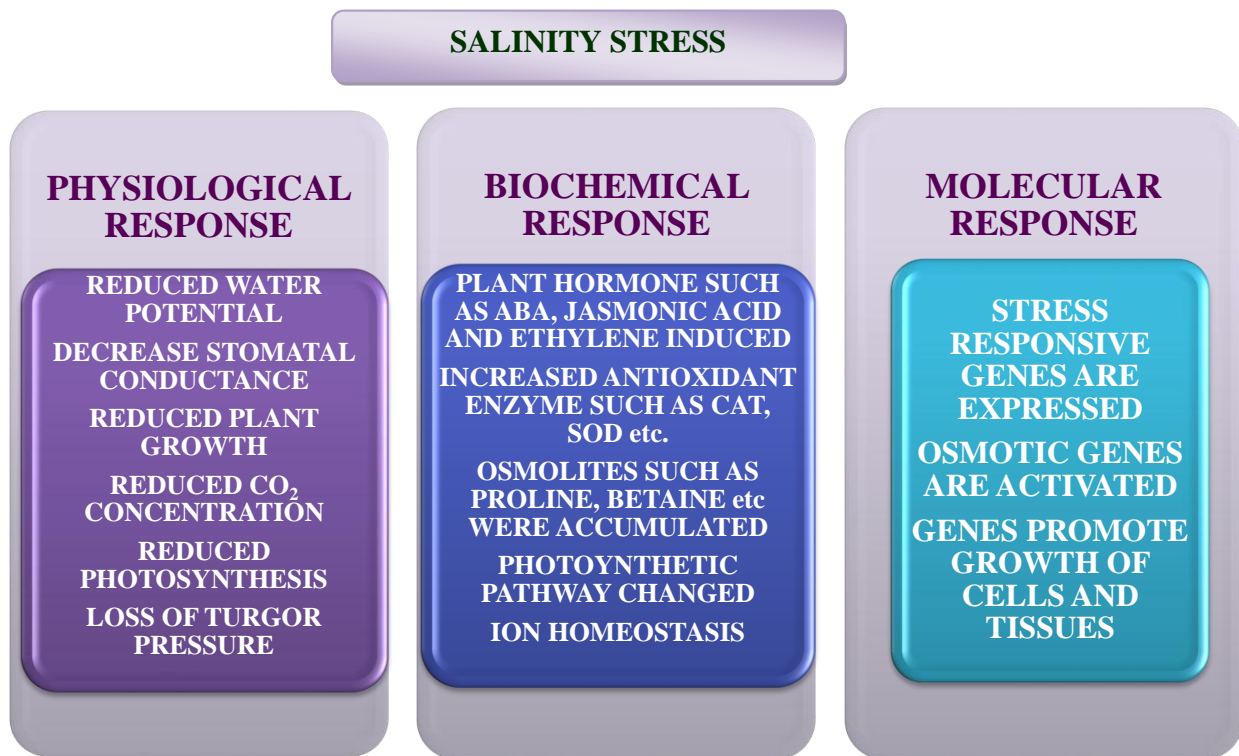 SALINITY STRESS
PHYSIOLOGICAL
RESPONSE
REDUCED WATER
POTENTIAL
DECREASE STOMATAL
CONDUCTANCE
REDUCED PLANT
GROWTH
REDUCED CO₂
CONCENTRATION
REDUCED
PHOTOSYNTHESIS
LOSS OF TURGOR
PRESSURE
BIOCHEMICAL
RESPONSE
PLANT HORMONE SUCH
AS ABA, JASMONIC ACID
AND ETHYLENE INDUCED
INCREASED ANTIOXIDANT
ENZYME SUCH AS CAT,
SOD etc.
OSMOLITES SUCH AS
PROLINE, BETAINE etc
WERE ACCUMULATED
PHOTOYNTHETIC
PATHWAY CHANGED
ION HOMEOSTASIS
MOLECULAR
RESPONSE
STRESS
RESPONSIVE
GENES ARE
EXPRESSED
OSMOTIC GENES
ARE ACTIVATED
GENES PROMOTE
GROWTH OF
CELLS AND
TISSUES